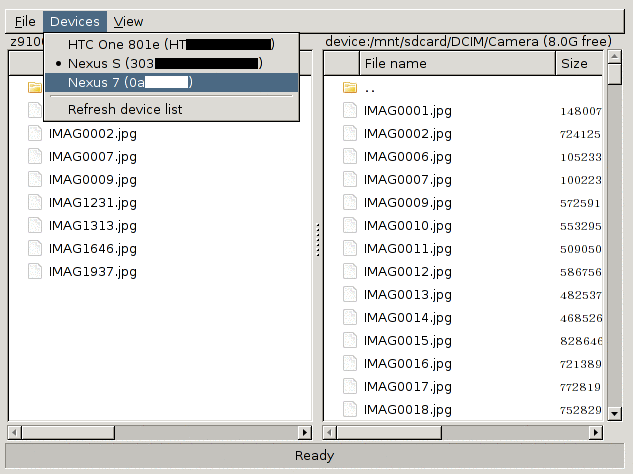 File Devices View
z910
HTC One 801e (HT )
Nexus S (303 )
Nexus 7 (0a )
Refresh device list
IMAG0002.jpg
IMAG0007.jpg
IMAG0009.jpg
IMAG1231.jpg
IMAG1313.jpg
IMAG1646.jpg
IMAG1937.jpg
device:/mnt/sdcard/DCIM/Camera (8.0G free)
File name Size
..
IMAG0001.jpg 148007
IMAG0002.jpg 724125
IMAG0006.jpg 105233
IMAG0007.jpg 100223
IMAG0009.jpg 572591
IMAG0010.jpg 553295
IMAG0011.jpg 509050
IMAG0012.jpg 586756
IMAG0013.jpg 482537
IMAG0014.jpg 468526
IMAG0015.jpg 828646
IMAG0016.jpg 721389
IMAG0017.jpg 772819
IMAG0018.jpg 752829
Ready